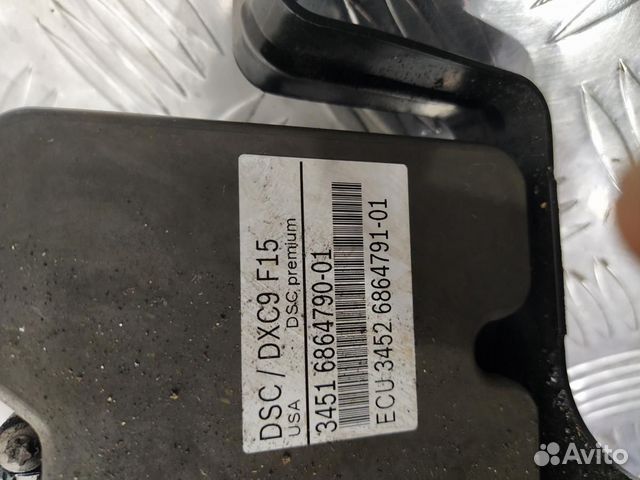 DSC / DXC9 F15
USA DSC premium
3451 6864790-01
ECU 3452 6864791-01
Avito